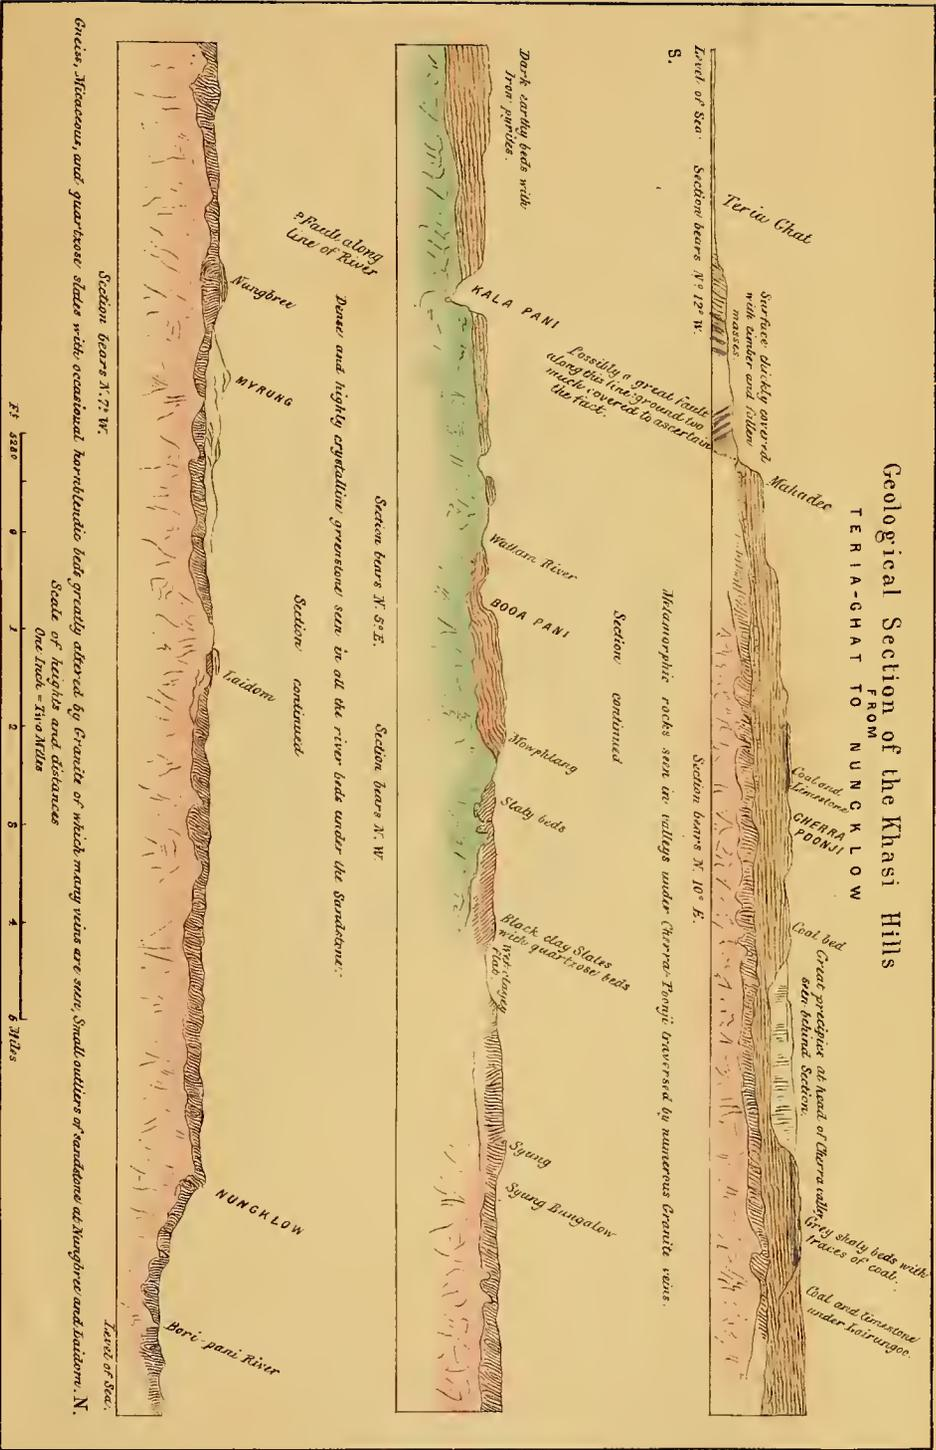 Geological Section of the Khasi Hills
FROM
TERIA-GHAT TO NUNCKLOW
Teria Ghat
Surface thickly covered
with timber and fallen
masses.
Mahadec
Coal and
Limestone
CHERRA
POONJI
Coal bed
Great precipice at head of Cherra valley,
seen behind Section.
Grey shaly beds with
traces of coal.
Coal and limestone
under Lairungoe.
Level of Sea.
S.
Section bears N.º 12º W.
Section bears N. 10º E.
Possibly a great fault
along this line: ground too
much covered to ascertain
the fact.
Metamorphic rocks seen in valleys under Cherra Poonji traversed by numerous Granite veins.
Section continued
Dark earthy beds with
Iron pyrites.
KALA PANI
Wallam River
BOOA PANI
Mowphlang
Slaty beds
Black clay Slates
with quartzose beds
Wet clayey
flat.
Syung
Syung Bungalow
Section bears N. 5º E.
Section bears N. W.
? Fault along
line of River
Dense and highly crystalline greenstone seen in all the river beds under the Sandstone.
Section continued
Nungbree
MYRUNG
Laidom
NUNGKLOW
Bori-pani River
Level of Sea.
Section bears N. 7º W.
Gneiss, Micaceous, and quartzose slates with occasional hornblendic beds greatly altered by Granite of which many veins are seen, Small outliers of sandstone at Nungbree and Laidom. N.
Scale of heights and distances
One Inch = Two Miles
Ft 5280 0 1 2 3 4 5 Miles